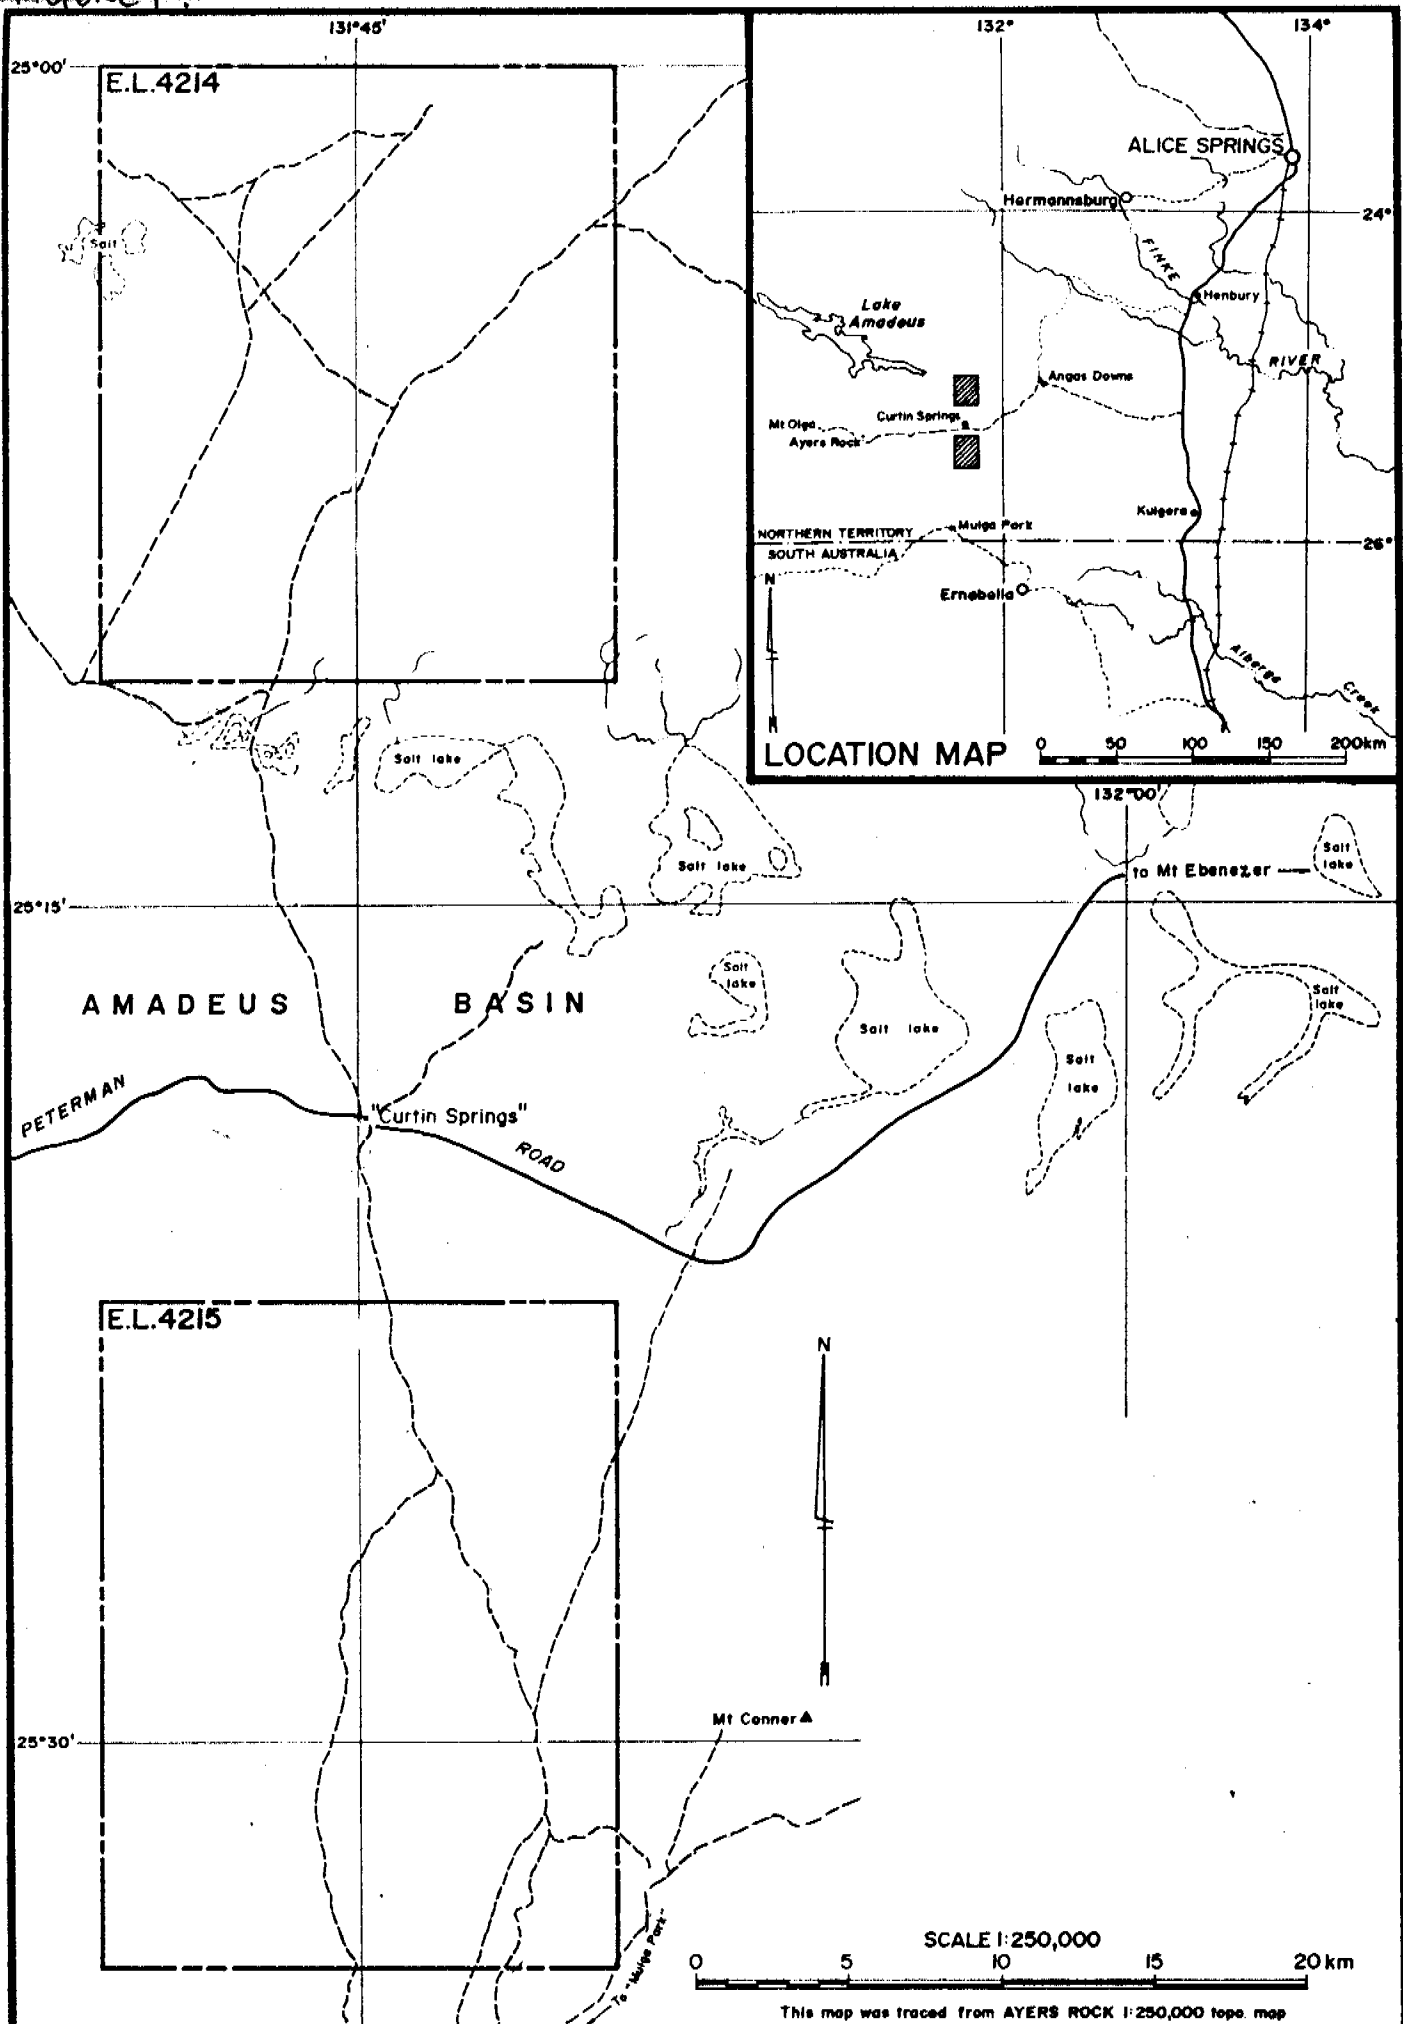 131°45'
25°00'
E.L.4214
Salt
132°
134°
ALICE SPRINGS
Hermannsburg
24°
FINKE
Henbury
Lake
Amadeus
RIVER
Angas Downs
Curtin Springs
Mt Olga
Ayers Rock
Kulgera
Mulga Park
NORTHERN TERRITORY
26°
SOUTH AUSTRALIA
N
Ernabella
Alberga
Creek
LOCATION MAP
0 50 100 150 200km
Salt lake
132°00'
Salt
lake
Salt lake
to Mt Ebenezer
25°15'
Salt
lake
Salt
lake
AMADEUS BASIN
Salt lake
Salt
lake
PETERMAN
"Curtin Springs"
ROAD
E.L.4215
N
Mt Conner
25°30'
To "Mulga Park"
SCALE 1:250,000
0 5 10 15 20 km
This map was traced from AYERS ROCK 1:250,000 topo. map